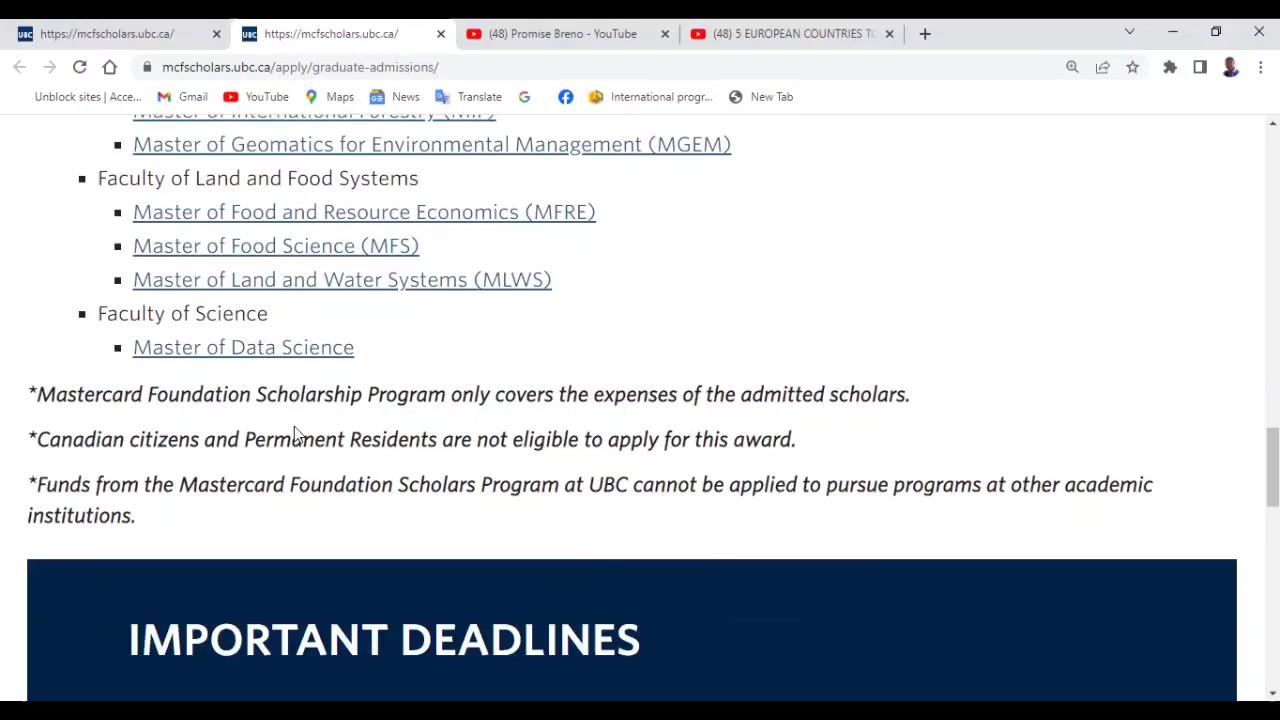 https://mcfscholars.ubc.ca/
https://mcfscholars.ubc.ca/
(48) Promise Breno - YouTube
(48) 5 EUROPEAN COUNTRIES T
mcfscholars.ubc.ca/apply/graduate-admissions/
Unblock sites | Acce...
Gmail
YouTube
Maps
News
Translate
International progr...
New Tab
Master of International Forestry (MIF)
Master of Geomatics for Environmental Management (MGEM)
Faculty of Land and Food Systems
Master of Food and Resource Economics (MFRE)
Master of Food Science (MFS)
Master of Land and Water Systems (MLWS)
Faculty of Science
Master of Data Science
*Mastercard Foundation Scholarship Program only covers the expenses of the admitted scholars.
*Canadian citizens and Permanent Residents are not eligible to apply for this award.
*Funds from the Mastercard Foundation Scholars Program at UBC cannot be applied to pursue programs at other academic
institutions.
IMPORTANT DEADLINES